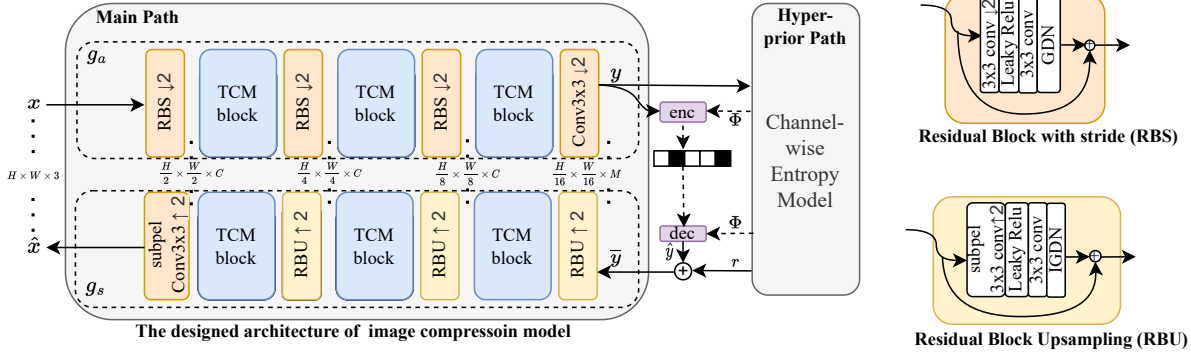 Main Path
g_a
x
RBS ↓2
TCM
block
RBS ↓2
TCM
block
RBS ↓2
TCM
block
Conv3x3 ↓2
y
Hyper-
prior Path
enc
Φ
Channel-
wise
Entropy
Model
H × W × 3
H/2 × W/2 × C
H/4 × W/4 × C
H/8 × W/8 × C
H/16 × W/16 × M
x̂
subpel
Conv3x3 ↑2
TCM
block
RBU ↑2
TCM
block
RBU ↑2
TCM
block
RBU ↑2
g_s
dec
Φ
ŷ
ȳ
+
r
The designed architecture of image compressoin model
3x3 conv↓2
Leaky Relu
3x3 conv
GDN
+
Residual Block with stride (RBS)
subpel
3x3 conv↑2
Leaky Relu
3x3 conv
IGDN
+
Residual Block Upsampling (RBU)